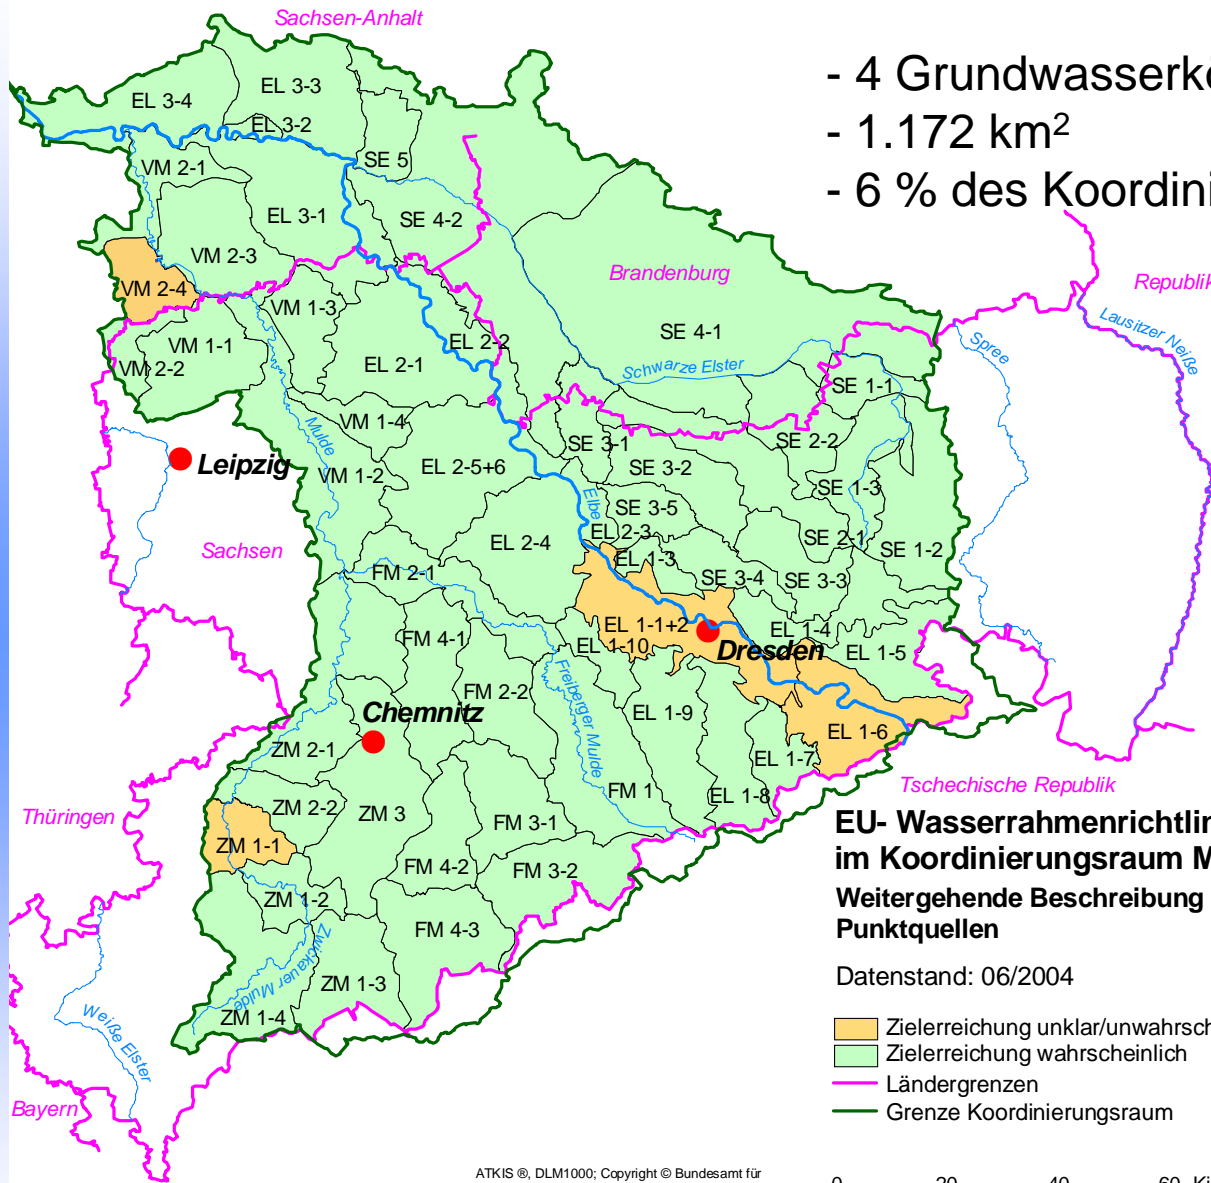 Sachsen-Anhalt
- 4 Grundwasserkö
- 1.172 km²
- 6 % des Koordini
EL 3-4
EL 3-3
EL 3-2
VM 2-1
SE 5
EL 3-1
SE 4-2
VM 2-3
VM 2-4
Brandenburg
Republik
VM 1-3
SE 4-1
Lausitzer Neiße
Spree
EL 2-2
VM 1-1
VM 2-2
EL 2-1
Schwarze Elster
SE 1-1
Mulde
VM 1-4
SE 3-1
SE 2-2
Leipzig
VM 1-2
EL 2-5+6
SE 3-2
SE 1-3
Elbe
SE 3-5
EL 2-3
SE 2-1
SE 1-2
Sachsen
EL 2-4
EL 1-3
FM 2-1
SE 3-4
SE 3-3
EL 1-1+2
EL 1-4
FM 4-1
EL 1-10
Dresden
EL 1-5
FM 2-2
Freiberger Mulde
Chemnitz
EL 1-9
EL 1-6
ZM 2-1
EL 1-7
Tschechische Republik
FM 1
EL 1-8
ZM 2-2
ZM 3
Thüringen
FM 3-1
ZM 1-1
FM 4-2
FM 3-2
ZM 1-2
FM 4-3
Zwickauer Mulde
ZM 1-3
ZM 1-4
Weiße Elster
Bayern
EU- Wasserrahmenrichtlin
im Koordinierungsraum M
Weitergehende Beschreibung
Punktquellen
Datenstand: 06/2004
Zielerreichung unklar/unwahrsch
Zielerreichung wahrscheinlich
Ländergrenzen
Grenze Koordinierungsraum
ATKIS ®, DLM1000; Copyright © Bundesamt für
0 20 40 60 Ki